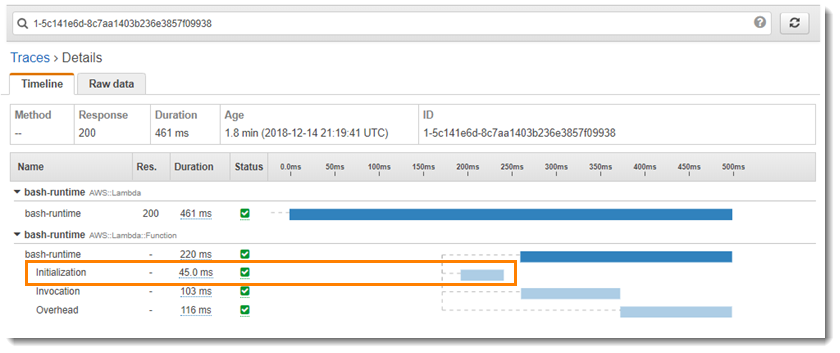 1-5c141e6d-8c7aa1403b236e3857f09938 ?
Traces › Details
Timeline Raw data
Method Response Duration Age ID
-- 200 461 ms 1.8 min (2018-12-14 21:19:41 UTC) 1-5c141e6d-8c7aa1403b236e3857f09938
Name Res. Duration Status 0.0ms 50ms 100ms 150ms 200ms 250ms 300ms 350ms 400ms 450ms 500ms
bash-runtime AWS::Lambda
bash-runtime 200 461 ms
bash-runtime AWS::Lambda::Function
bash-runtime - 220 ms
Initialization - 45.0 ms
Invocation - 103 ms
Overhead - 116 ms